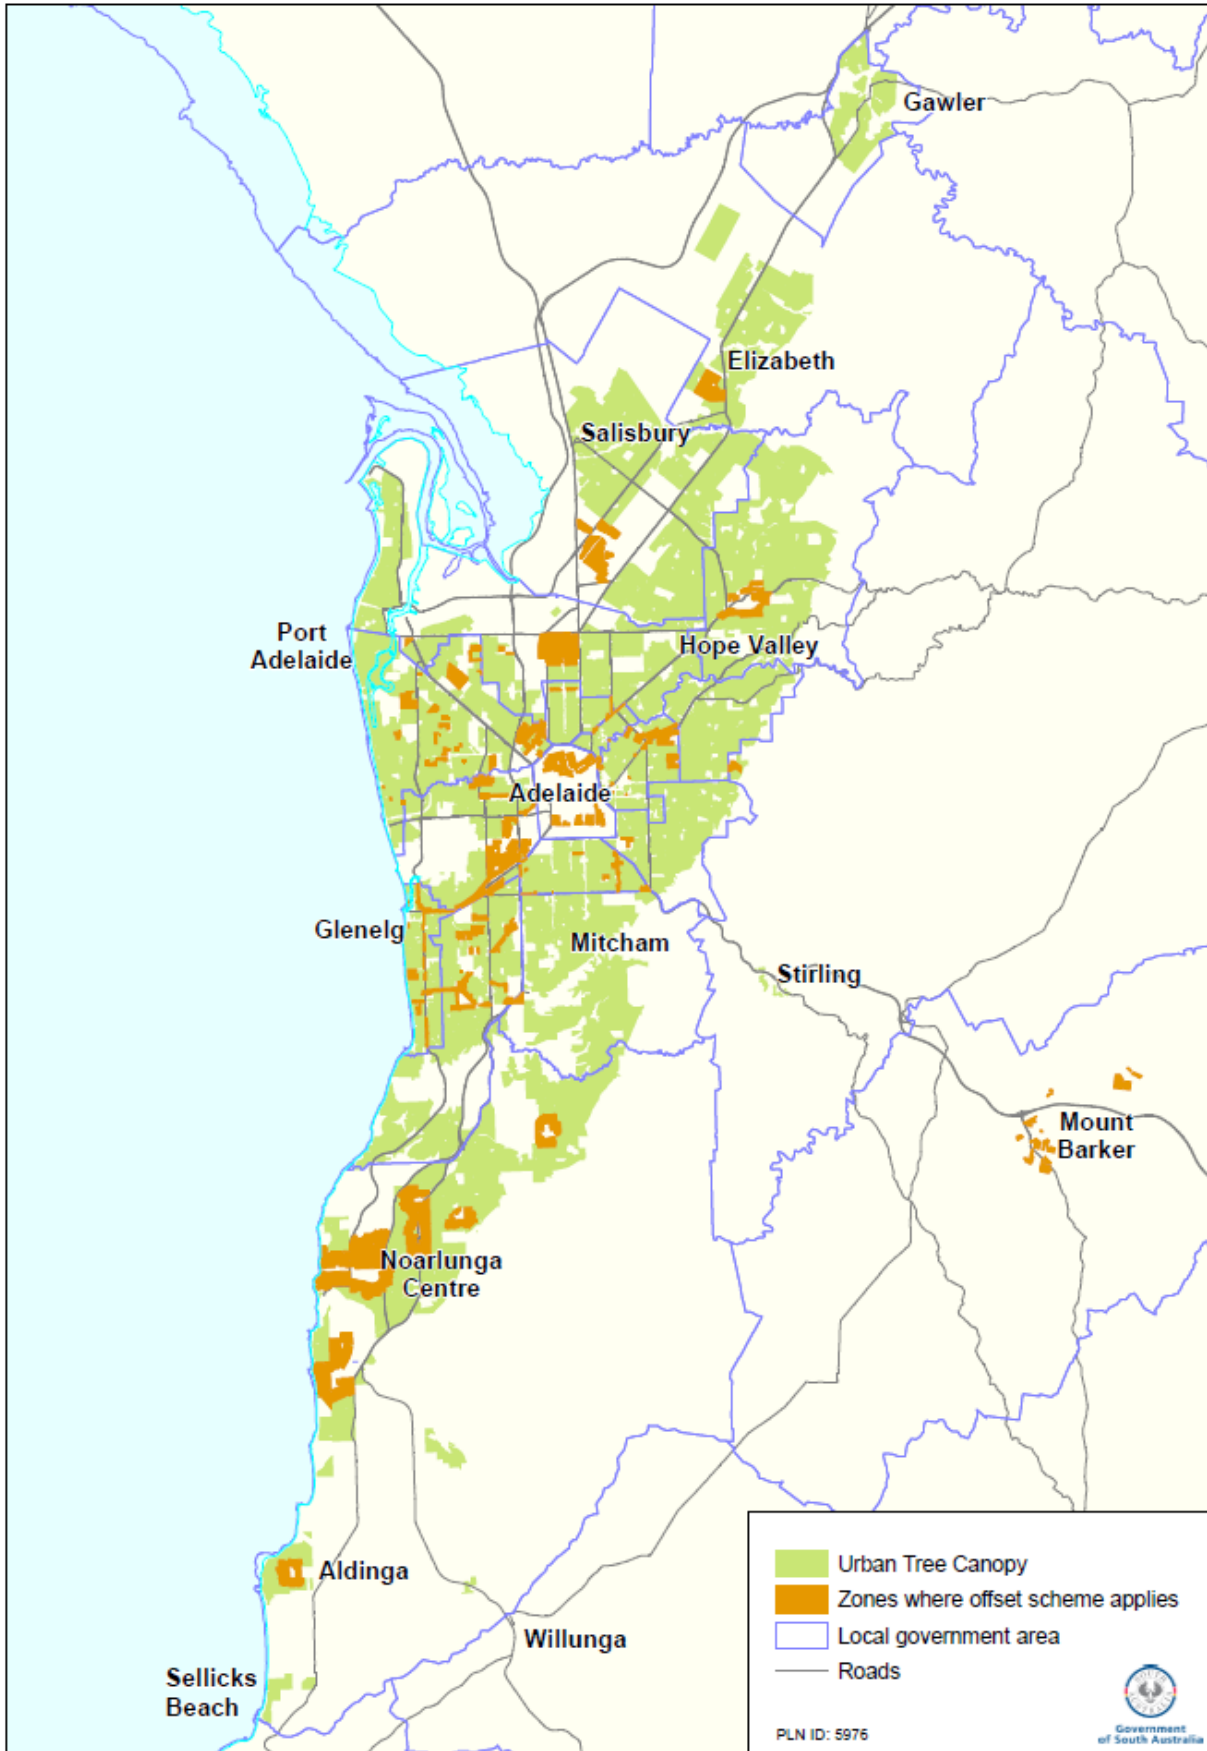 Gawler
Elizabeth
Salisbury
Port
Adelaide
Hope Valley
Adelaide
Glenelg
Mitcham
Stirling
Mount
Barker
Noarlunga
Centre
Aldinga
Willunga
Sellicks
Beach
Urban Tree Canopy
Zones where offset scheme applies
Local government area
Roads
PLN ID: 5976
SOUTH
AUSTRALIA
Government
of South Australia